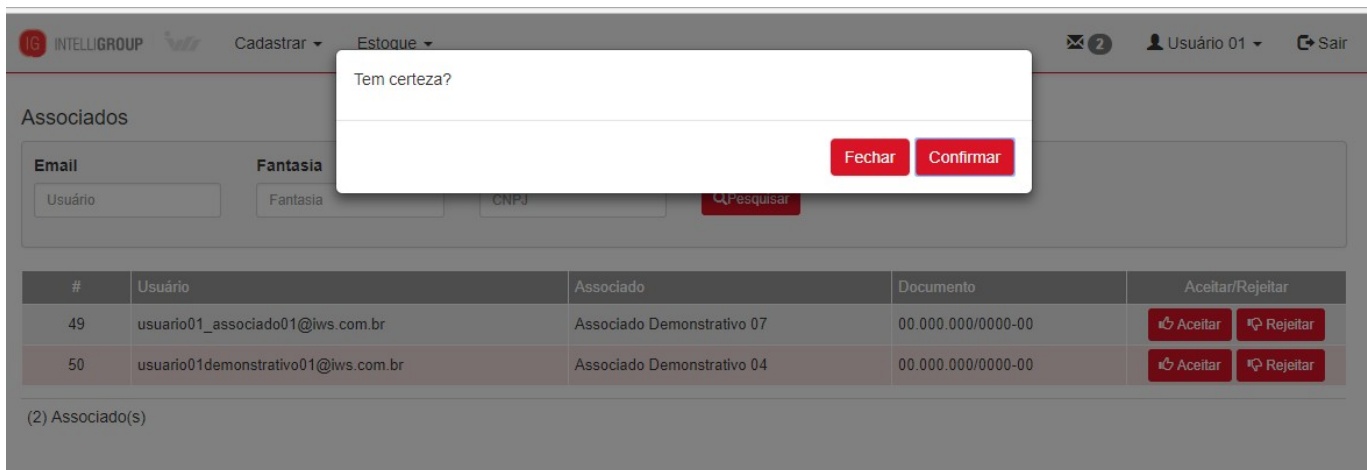 IG INTELLIGROUP Cadastrar Estoque 2 Usuário 01 Sair
Tem certeza?
Fechar Confirmar
Associados
Email Fantasia
Usuário Fantasia CNPJ Pesquisar
# Usuário Associado Documento Aceitar/Rejeitar
49 usuario01_associado01@iws.com.br Associado Demonstrativo 07 00.000.000/0000-00 Aceitar Rejeitar
50 usuario01demonstrativo01@iws.com.br Associado Demonstrativo 04 00.000.000/0000-00 Aceitar Rejeitar
(2) Associado(s)